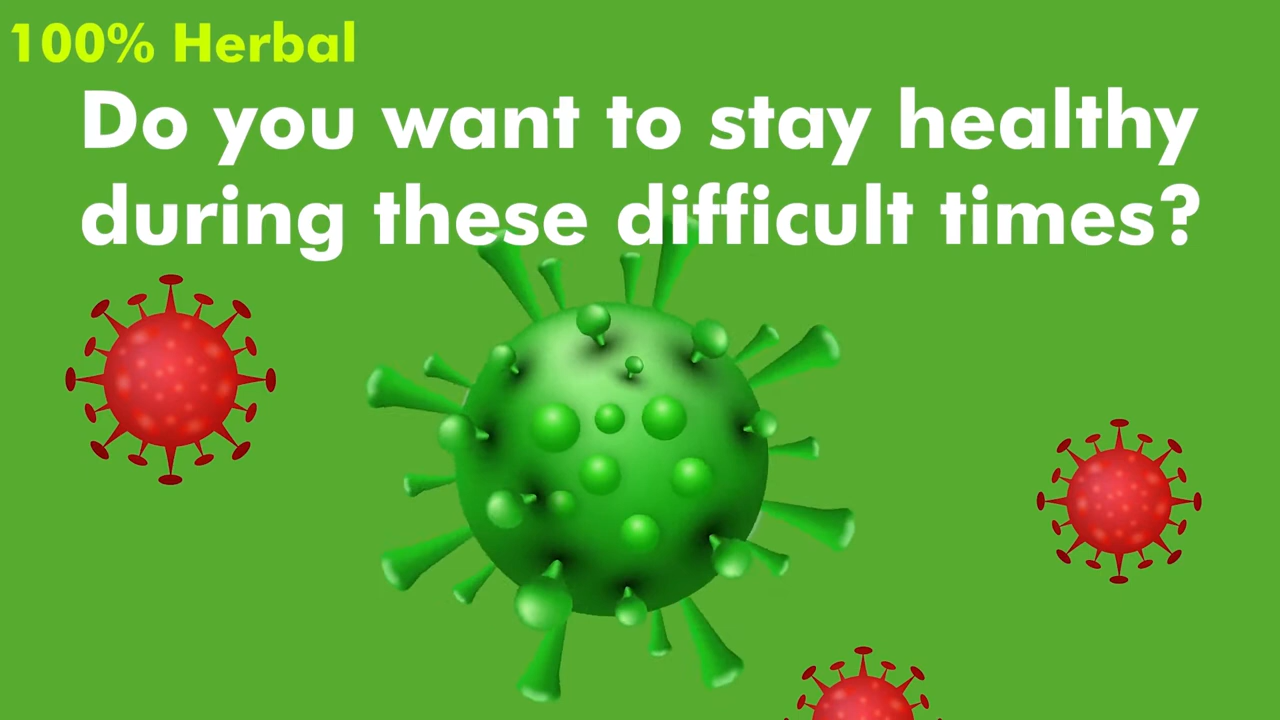 100% Herbal
Do you want to stay healthy
during these difficult times?